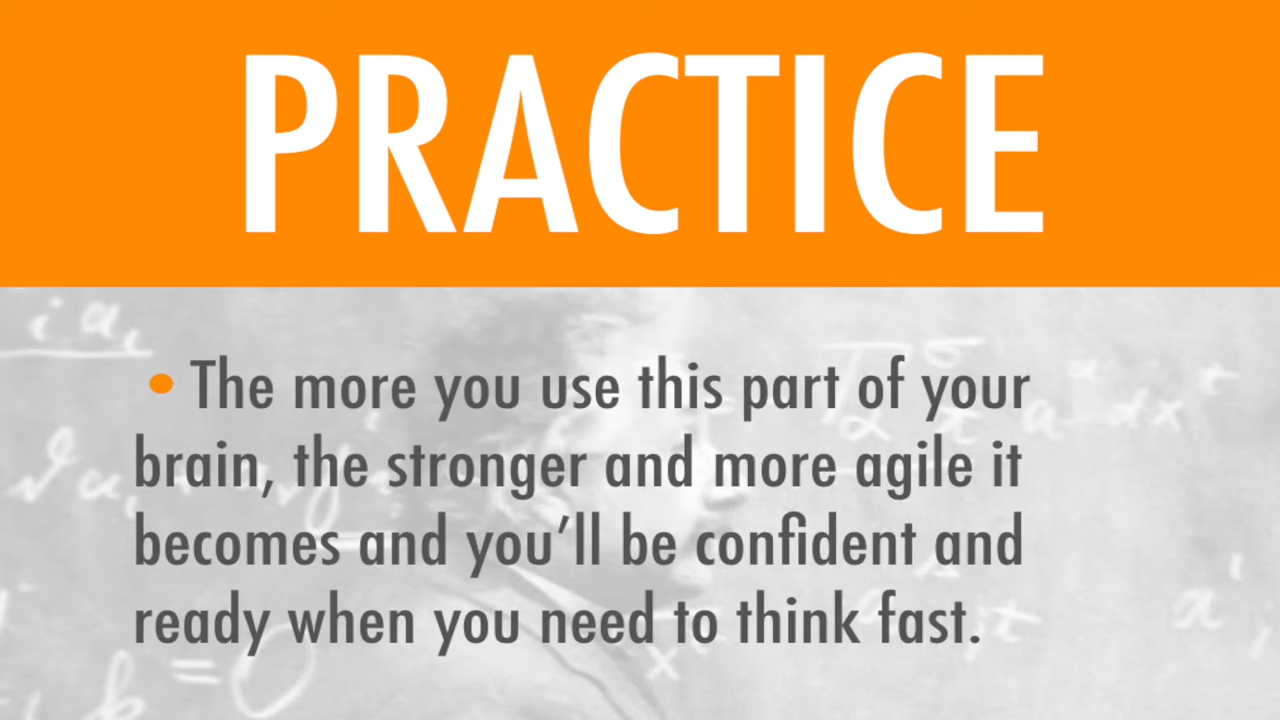 PRACTICE
• The more you use this part of your
brain, the stronger and more agile it
becomes and you’ll be confident and
ready when you need to think fast.